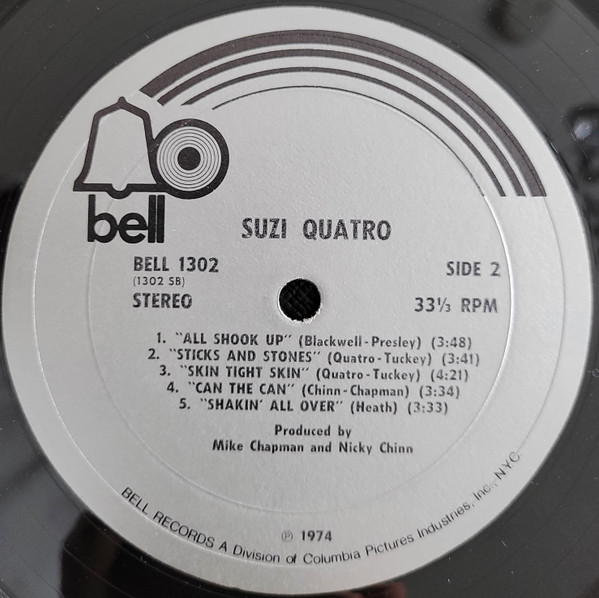 bell
SUZI QUATRO
BELL 1302
(1302 SB)
STEREO
SIDE 2
33⅓ RPM
1. "ALL SHOOK UP" (Blackwell-Presley) (3:48)
2. "STICKS AND STONES" (Quatro-Tuckey) (3:41)
3. "SKIN TIGHT SKIN" (Quatro-Tuckey) (4:21)
4. "CAN THE CAN" (Chinn-Chapman) (3:34)
5. "SHAKIN' ALL OVER" (Heath) (3:33)
Produced by
Mike Chapman and Nicky Chinn
℗ 1974
BELL RECORDS A Division of Columbia Pictures Industries, Inc., NYC